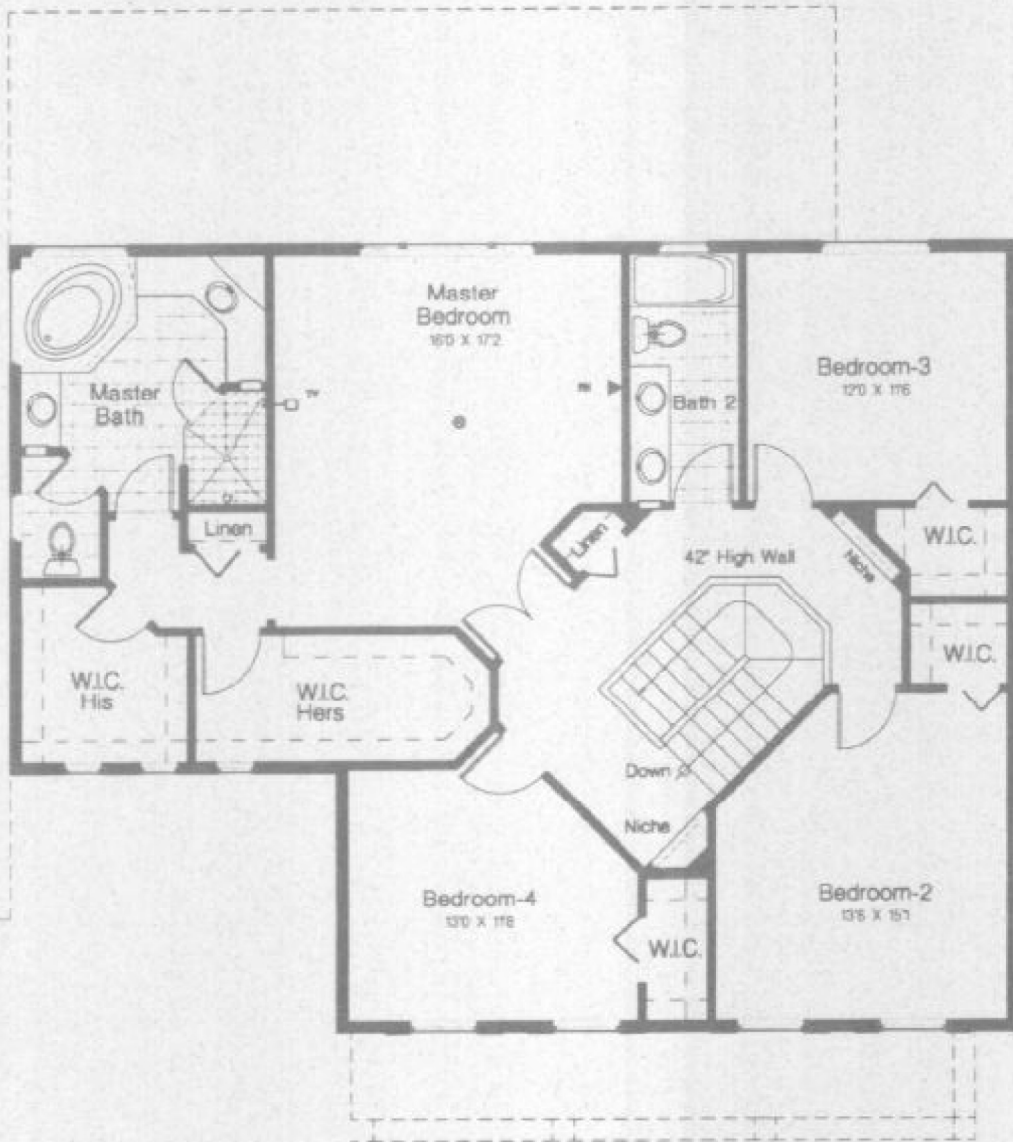 Master
Bedroom
16'0 X 17'2
Bedroom-3
12'0 X 11'6
Master
Bath
TV
Bath 2
Linen
Linen
42" High Wall
Niche
W.I.C.
W.I.C.
W.I.C.
His
W.I.C.
Hers
Down
Niche
Bedroom-4
13'0 X 11'8
W.I.C.
Bedroom-2
13'6 X 15'1